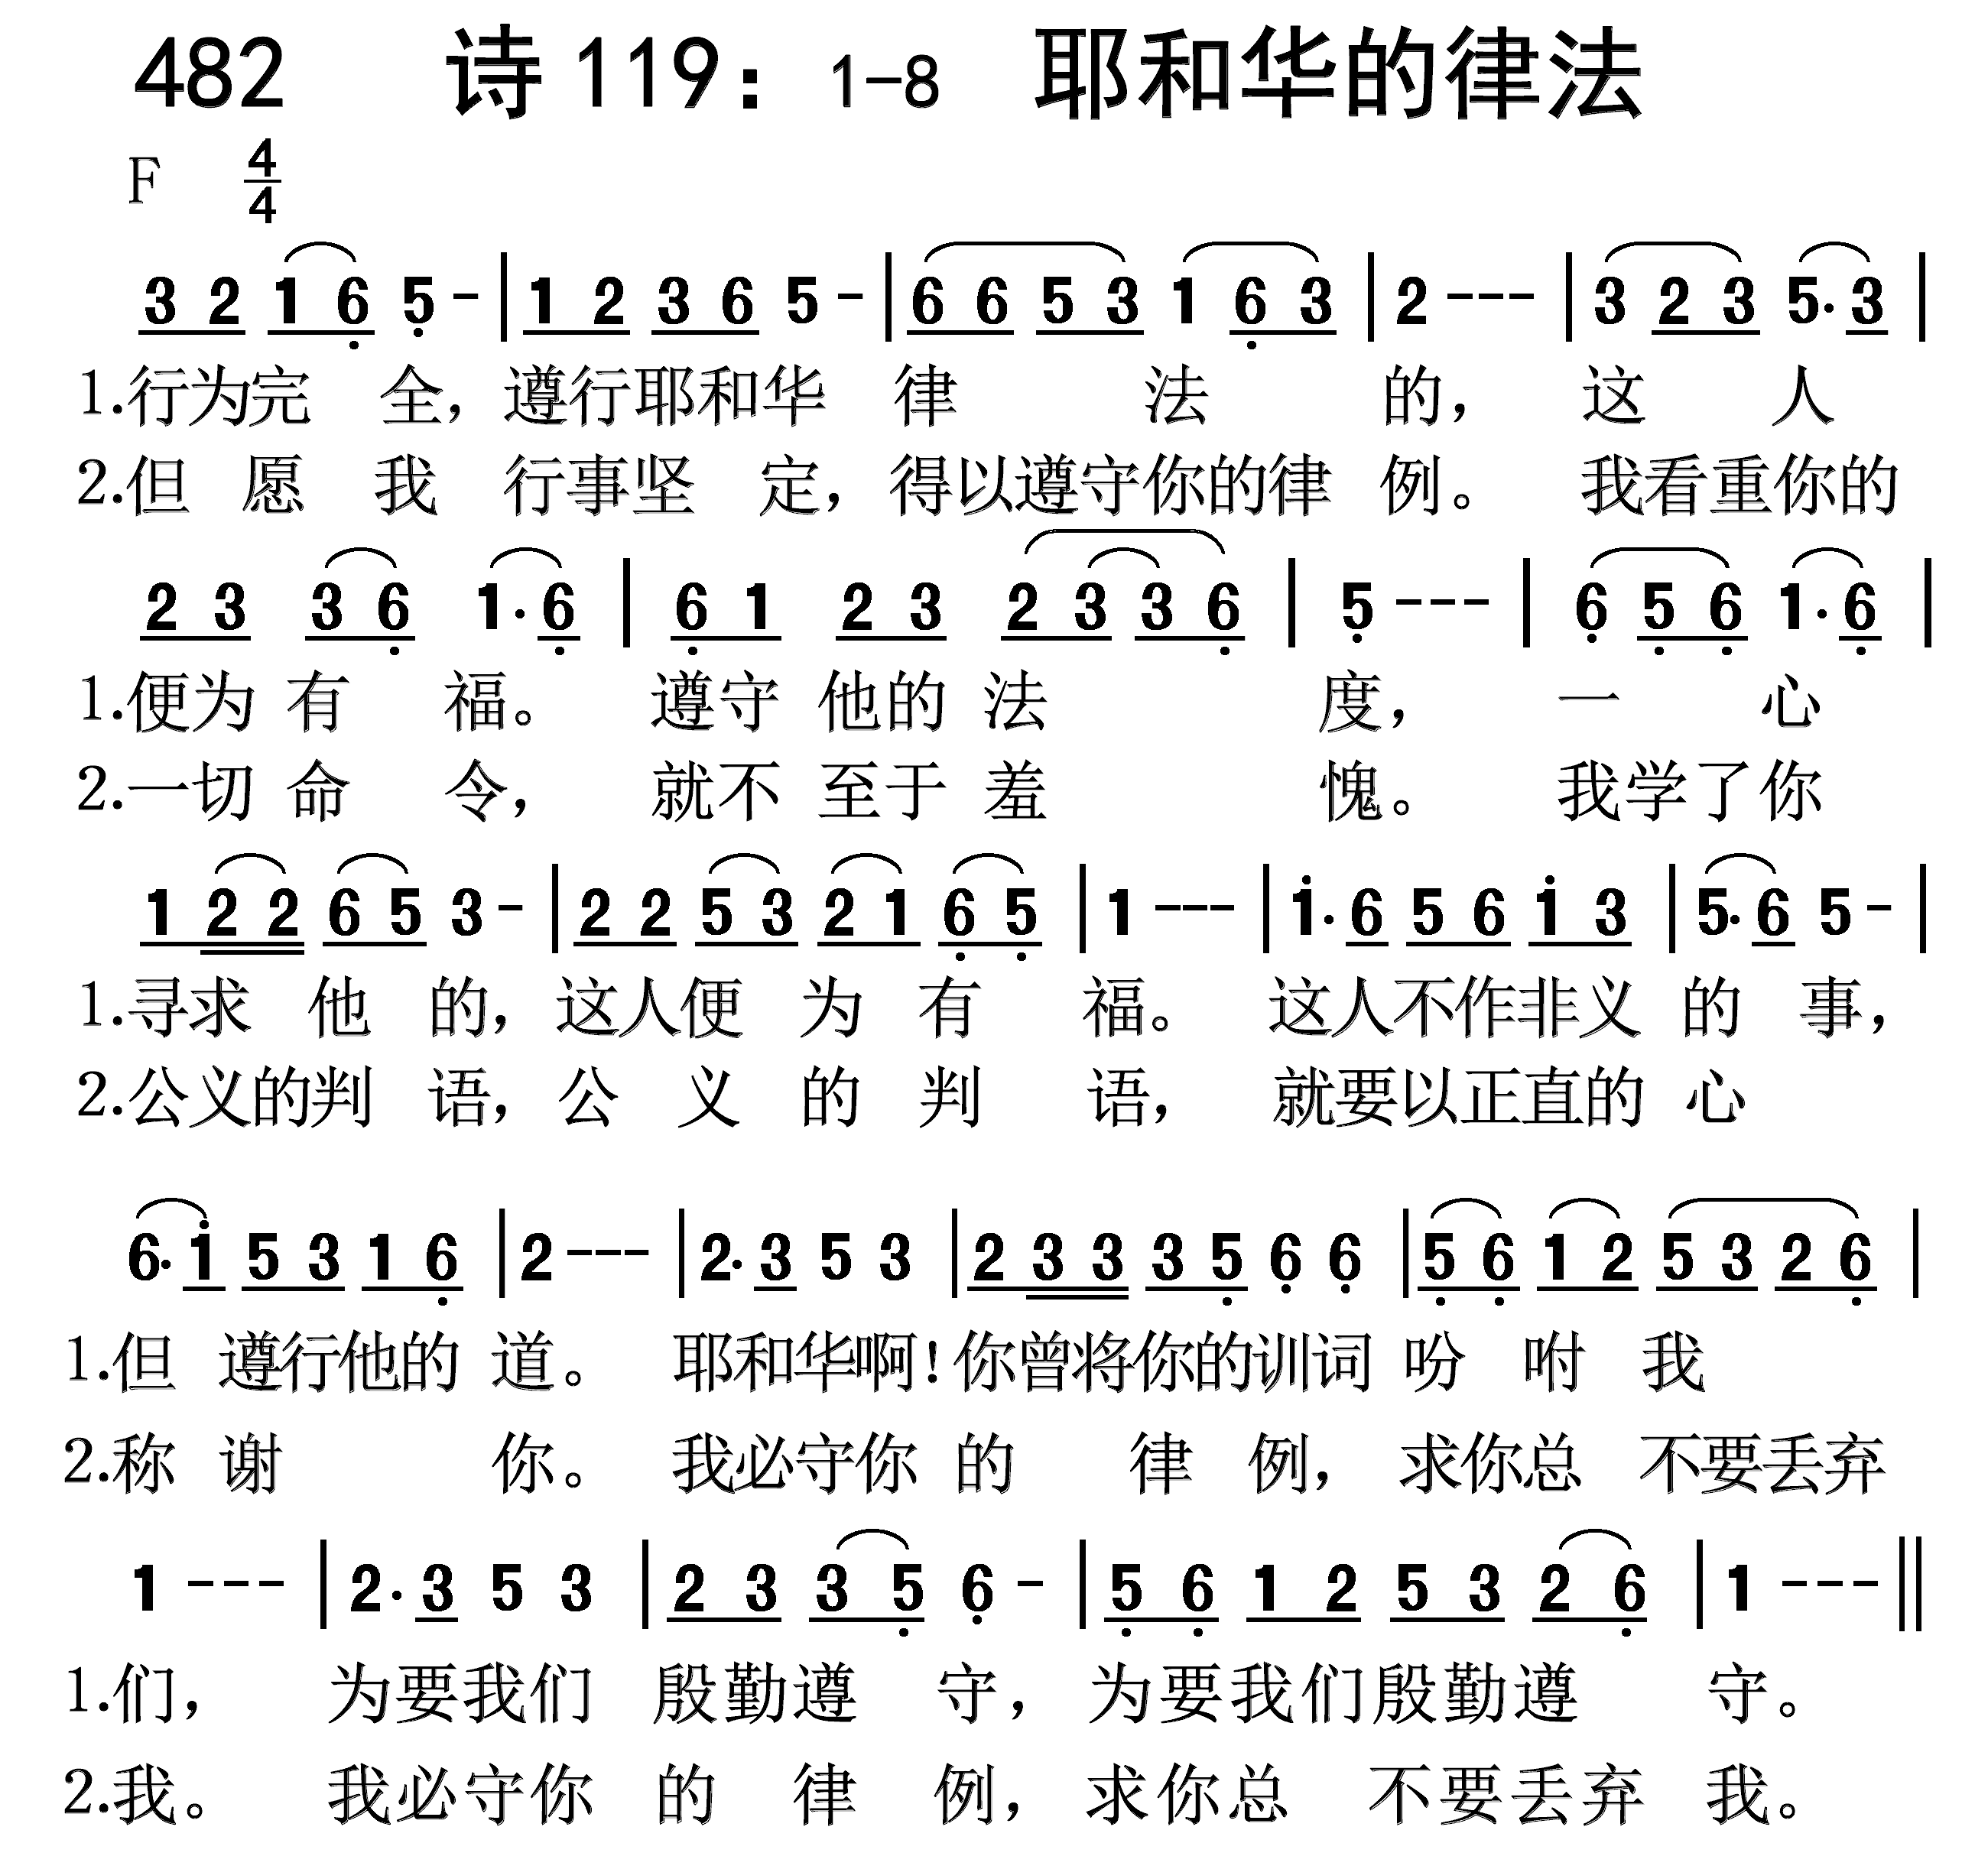 482 诗 119：1-8 耶和华的律法
F 4/4
3 2 1 6̣ 5̣ - | 1 2 3 6 5 - | 6 6 5 3 1 6̣ 3 | 2 - - - | 3 2 3 5. 3 |
1.行为完 全，遵行耶和华 律 法 的，这 人
2.但 愿 我 行事坚 定，得以遵守你的律 例。 我看重你的
2 3 3 6̣ 1. 6̣ | 6̣ 1 2 3 2 3 3 6̣ | 5̣ - - - | 6̣ 5̣ 6̣ 1. 6̣ |
1.便为 有 福。 遵守 他的 法 度， 一 心
2.一切 命 令， 就不 至于 羞 愧。 我学了你
1 2 2 6 5 3 - | 2 2 5 3 2 1 6̣ 5̣ | 1 - - - | i. 6 5 6 i 3 | 5. 6 5 - |
1.寻求 他 的，这人便 为 有 福。 这人不作非义 的 事，
2.公义的判 语，公 义 的 判 语， 就要以正直的 心
6. i 5 3 1 6̣ | 2 - - - | 2. 3 5 3 | 2 3 3 3 5̣ 6̣ 6̣ | 5̣ 6̣ 1 2 5 3 2 6̣ |
1.但 遵行他的 道。 耶和华啊！你曾将你的训词 吩 咐 我
2.称 谢 你。 我必守你 的 律 例，求你总 不要丢弃
1 - - - | 2. 3 5 3 | 2 3 3 5̣ 6̣ - | 5̣ 6̣ 1 2 5 3 2 6̣ | 1 - - - ||
1.们， 为要我们 殷勤遵 守，为要我们殷勤遵 守。
2.我。 我必守你 的 律 例，求你总 不要丢弃 我。